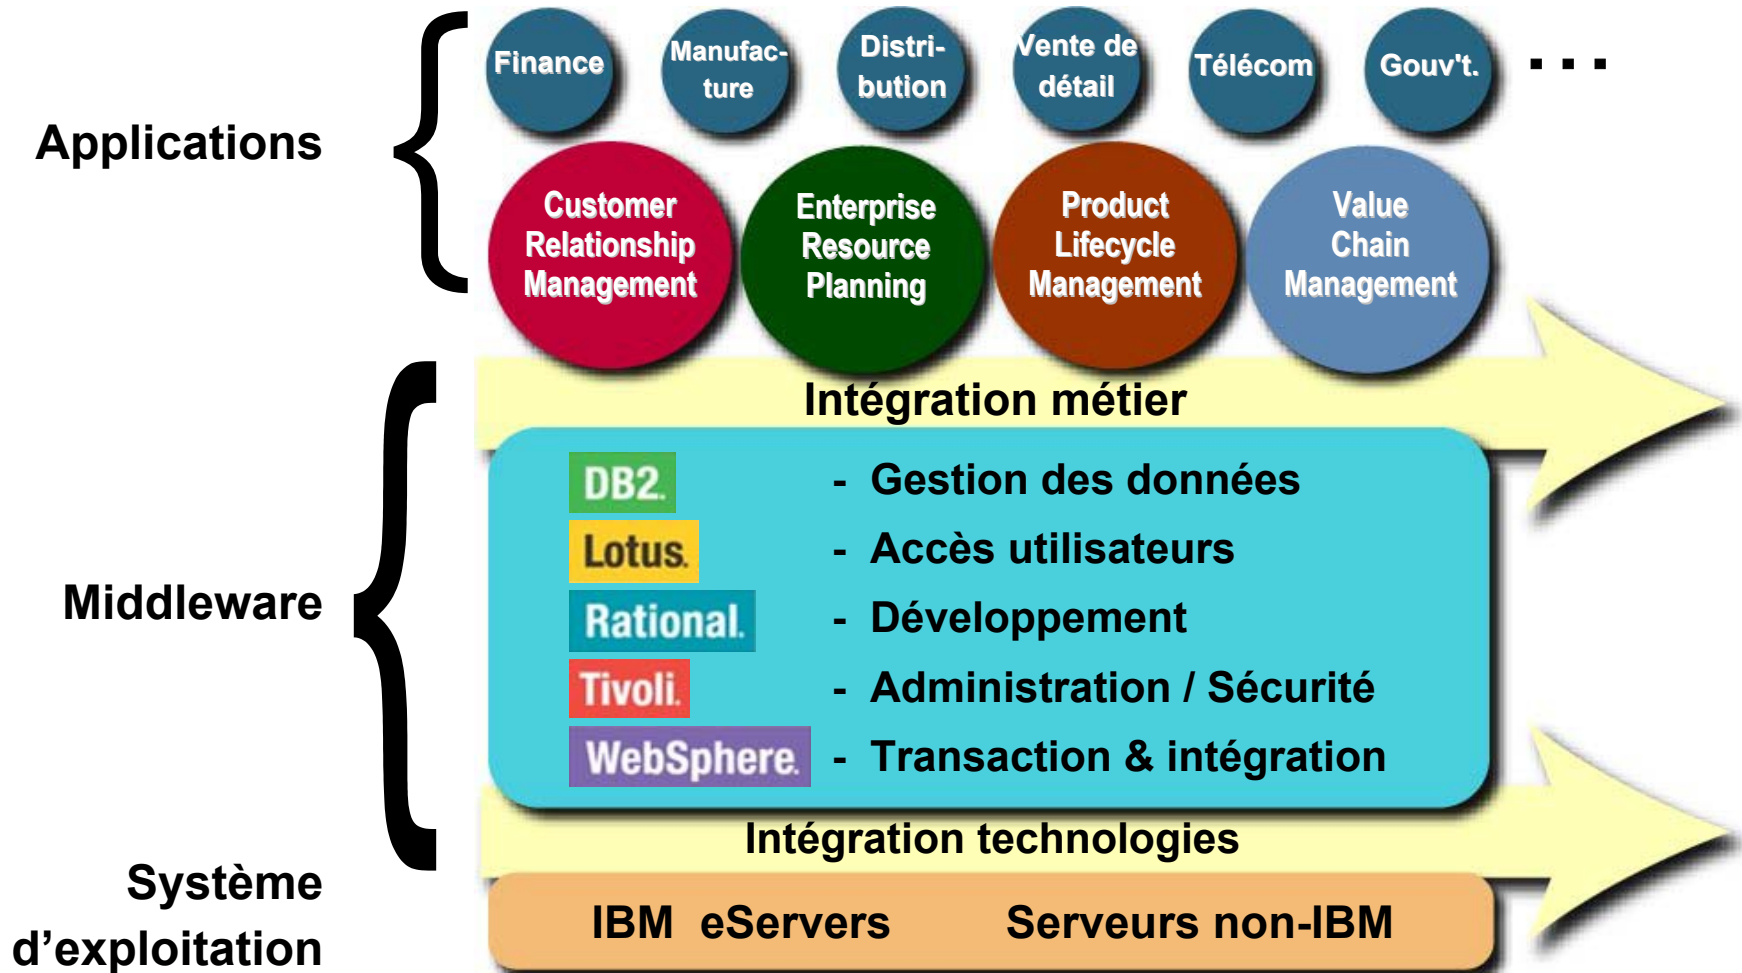 Finance
Manufac-
ture
Distri-
bution
Vente de
détail
Télécom
Gouv't.
...
Applications
Customer
Relationship
Management
Enterprise
Resource
Planning
Product
Lifecycle
Management
Value
Chain
Management
Intégration métier
Middleware
DB2. - Gestion des données
Lotus. - Accès utilisateurs
Rational. - Développement
Tivoli. - Administration / Sécurité
WebSphere. - Transaction & intégration
Intégration technologies
Système
d’exploitation
IBM eServers Serveurs non-IBM